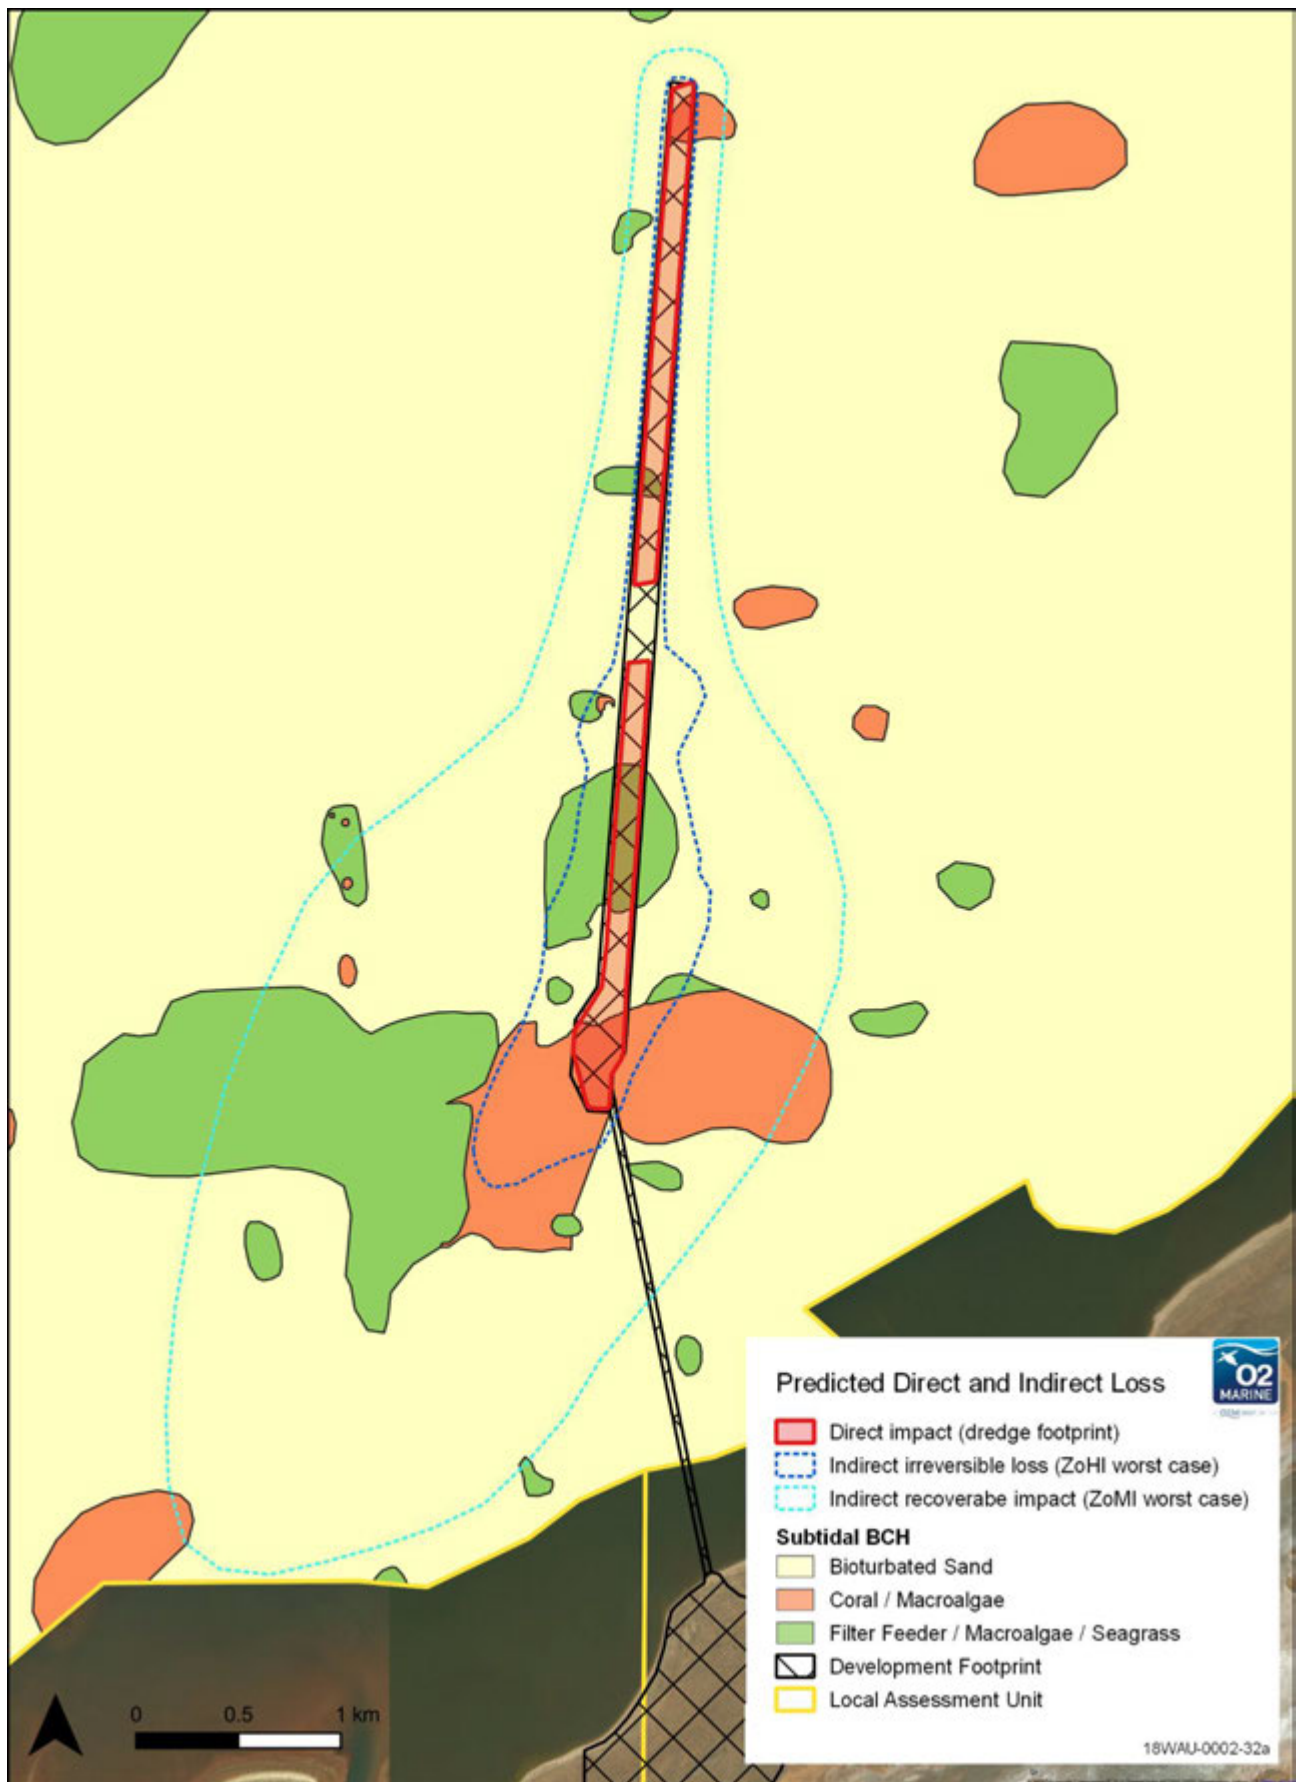 Predicted Direct and Indirect Loss
O2
MARINE
Direct impact (dredge footprint)
Indirect irreversible loss (ZoHI worst case)
Indirect recoverabe impact (ZoMI worst case)
Subtidal BCH
Bioturbated Sand
Coral / Macroalgae
Filter Feeder / Macroalgae / Seagrass
Development Footprint
Local Assessment Unit
0 0.5 1 km
18WAU-0002-32a